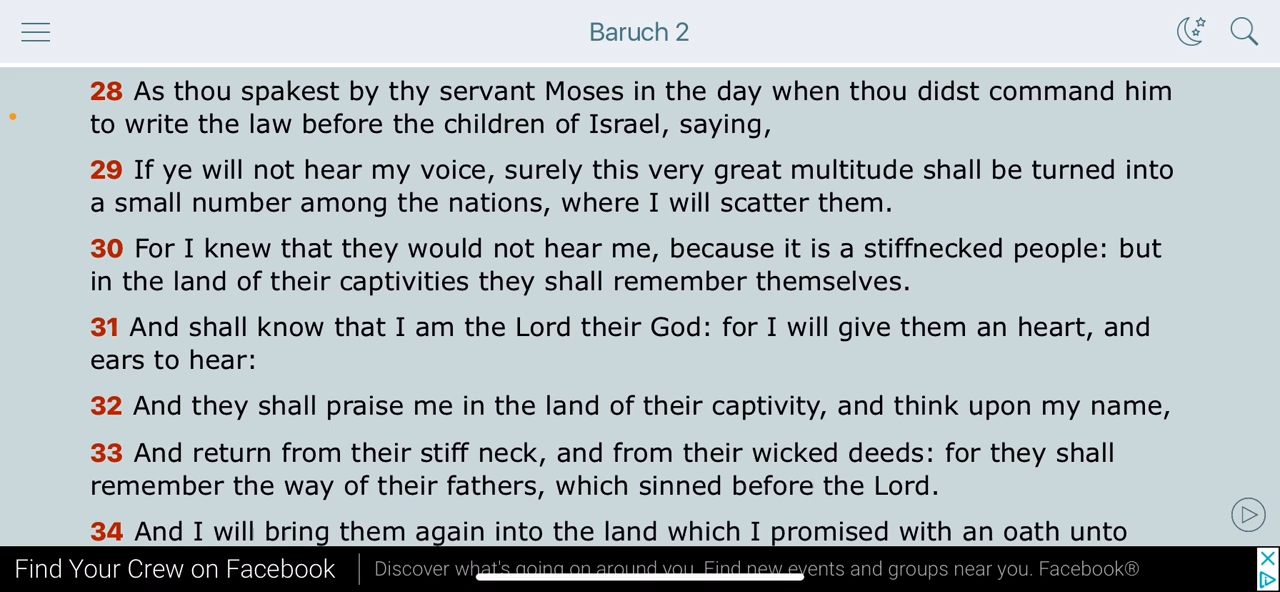 Baruch 2
28 As thou spakest by thy servant Moses in the day when thou didst command him
to write the law before the children of Israel, saying,
29 If ye will not hear my voice, surely this very great multitude shall be turned into
a small number among the nations, where I will scatter them.
30 For I knew that they would not hear me, because it is a stiffnecked people: but
in the land of their captivities they shall remember themselves.
31 And shall know that I am the Lord their God: for I will give them an heart, and
ears to hear:
32 And they shall praise me in the land of their captivity, and think upon my name,
33 And return from their stiff neck, and from their wicked deeds: for they shall
remember the way of their fathers, which sinned before the Lord.
34 And I will bring them again into the land which I promised with an oath unto
Find Your Crew on Facebook
Discover what's going on around you. Find new events and groups near you. Facebook®